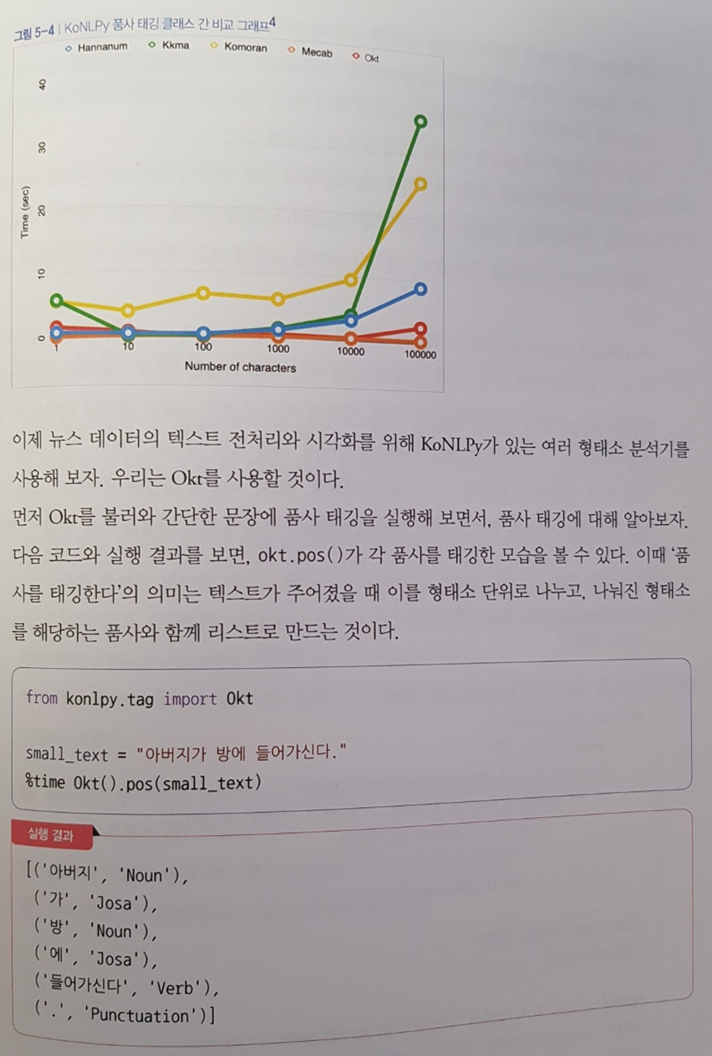 그림 5-4 | KoNLPy 품사 태깅 클래스 간 비교 그래프4
Hannanum Kkma Komoran Mecab Okt
40
30
20
10
0
Time (sec)
1 10 100 1000 10000 100000
Number of characters
이제 뉴스 데이터의 텍스트 전처리와 시각화를 위해 KoNLPy가 있는 여러 형태소 분석기를
사용해 보자. 우리는 Okt를 사용할 것이다.
먼저 Okt를 불러와 간단한 문장에 품사 태깅을 실행해 보면서, 품사 태깅에 대해 알아보자.
다음 코드와 실행 결과를 보면, okt.pos()가 각 품사를 태깅한 모습을 볼 수 있다. 이때 ‘품
사를 태깅한다’의 의미는 텍스트가 주어졌을 때 이를 형태소 단위로 나누고, 나눠진 형태소
를 해당하는 품사와 함께 리스트로 만드는 것이다.
from konlpy.tag import Okt
small_text = "아버지가 방에 들어가신다."
%time Okt().pos(small_text)
실행 결과
[('아버지', 'Noun'),
('가', 'Josa'),
('방', 'Noun'),
('에', 'Josa'),
('들어가신다', 'Verb'),
('.', 'Punctuation')]